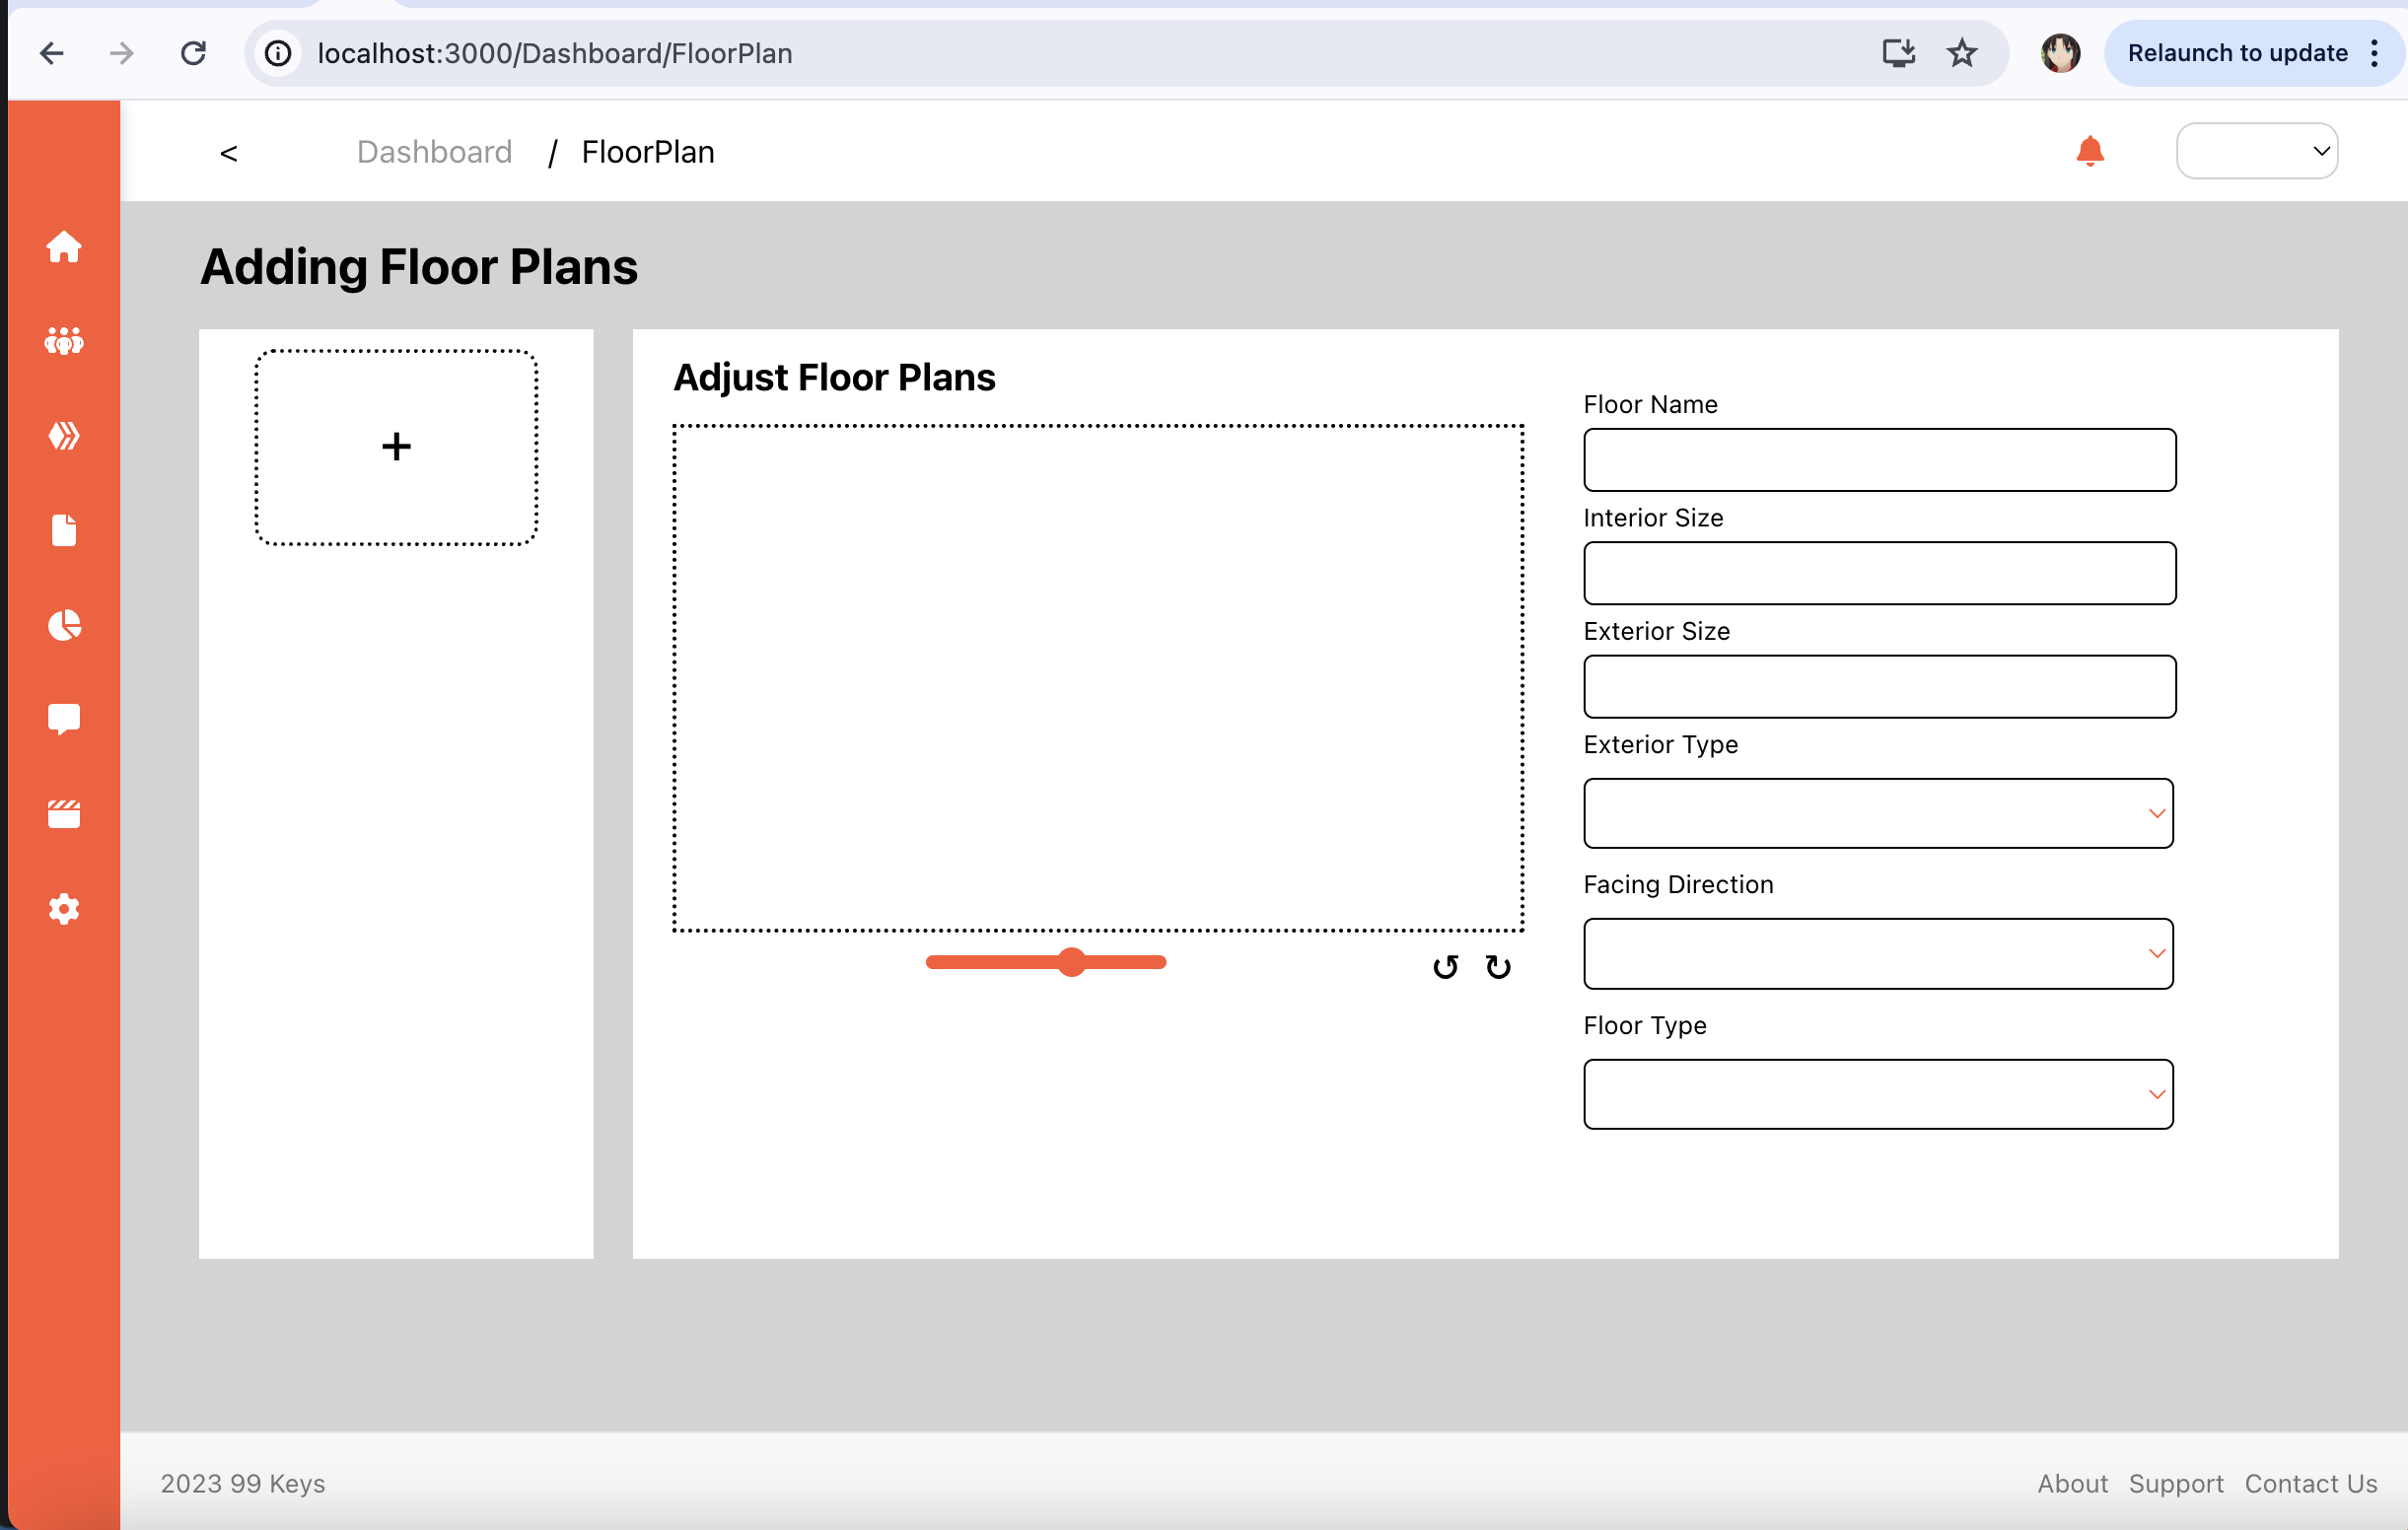 localhost:3000/Dashboard/FloorPlan
Relaunch to update
< Dashboard / FloorPlan
Adding Floor Plans
+
Adjust Floor Plans
Floor Name
Interior Size
Exterior Size
Exterior Type
Facing Direction
Floor Type
2023 99 Keys
About Support Contact Us